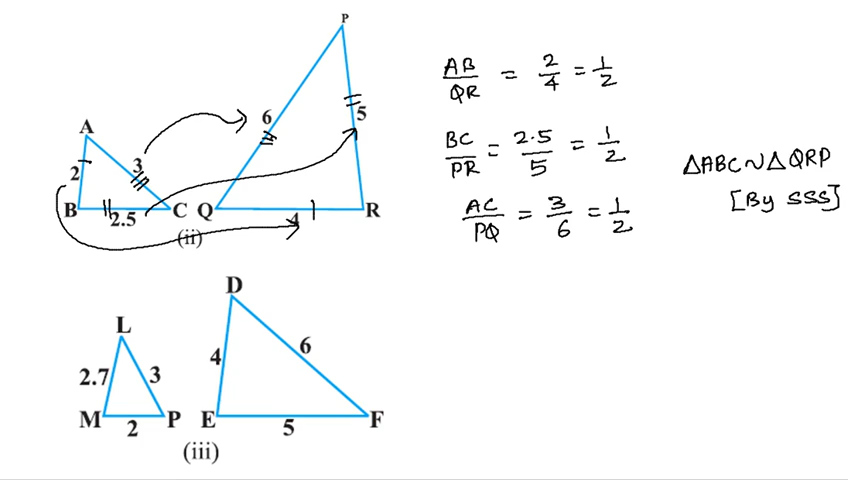 P
6
5
A
2
3
B
2.5
C
Q
4
R
(ii)
AB/QR = 2/4 = 1/2
BC/PR = 2.5/5 = 1/2
AC/PQ = 3/6 = 1/2
ΔABC ~ ΔQRP
[By SSS]
D
L
4
6
2.7
3
M
2
P
E
5
F
(iii)